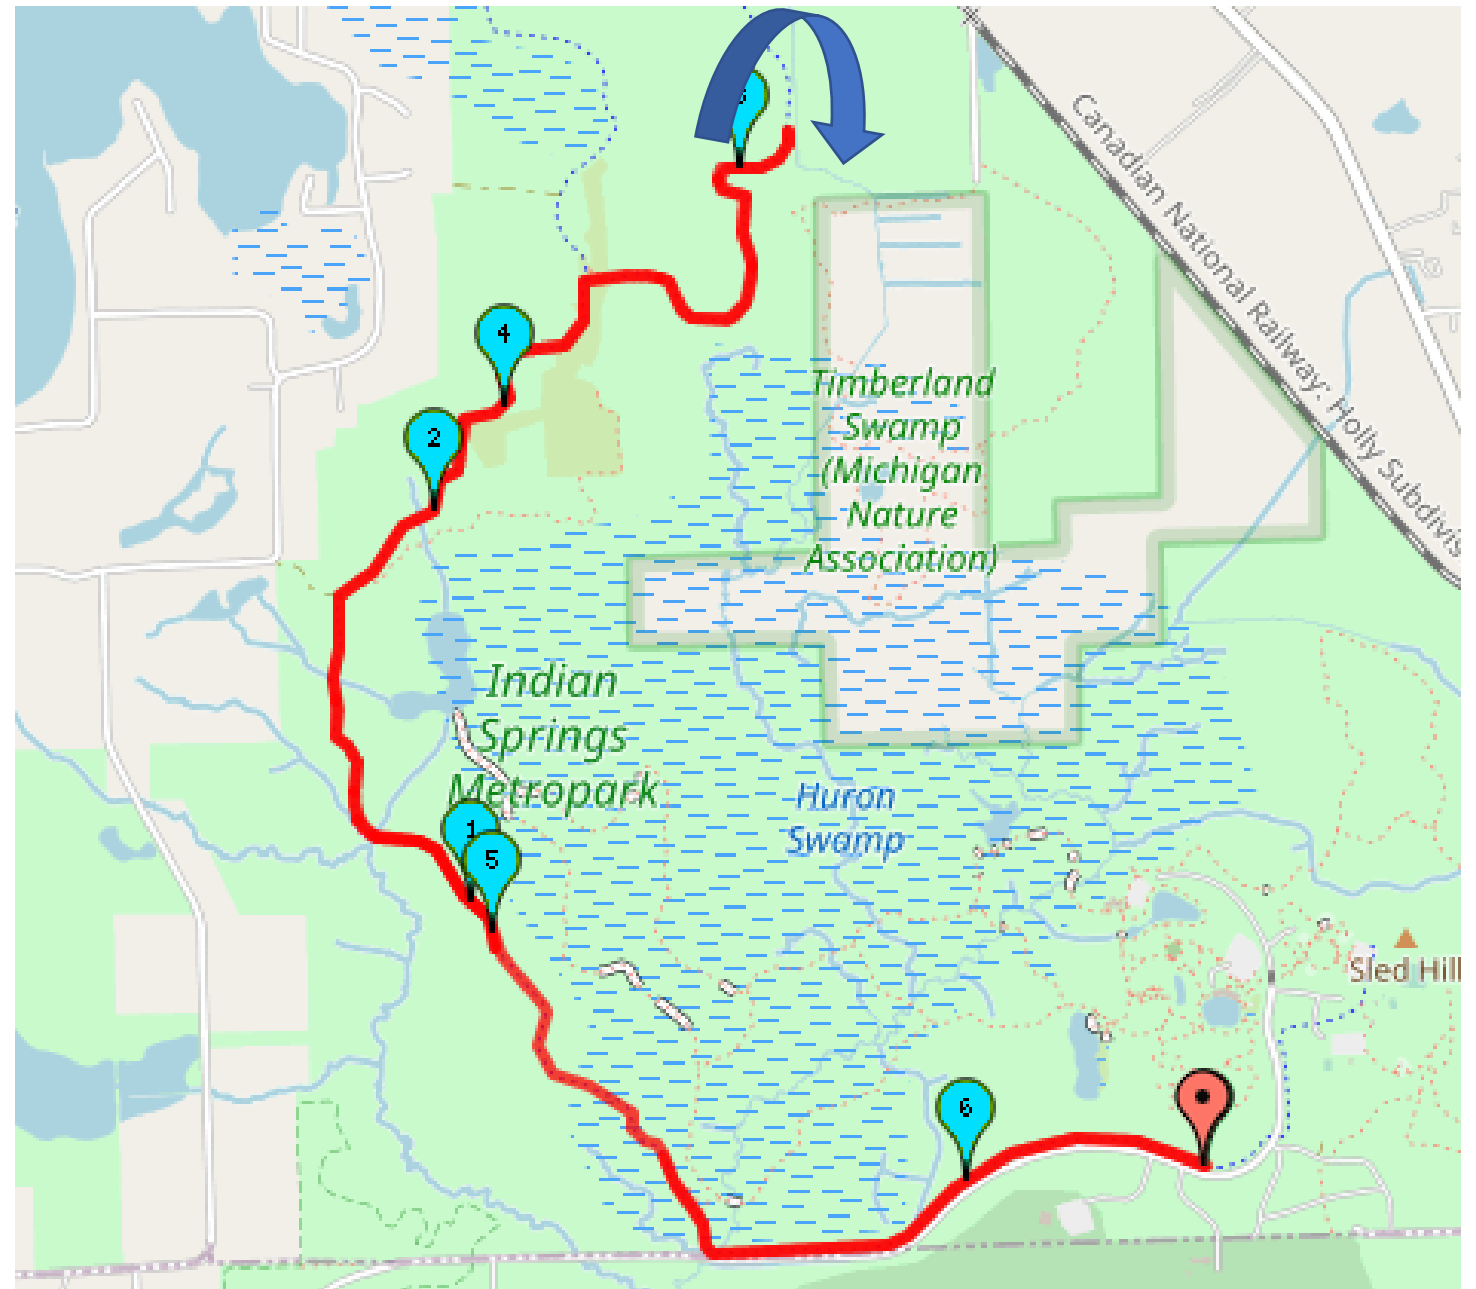 Canadian National Railway: Holly Subdivis
4
2
Timberland
Swamp
(Michigan
Nature
Association)
Indian
Springs
Metropark
Huron
Swamp
1
5
Sled Hill
6